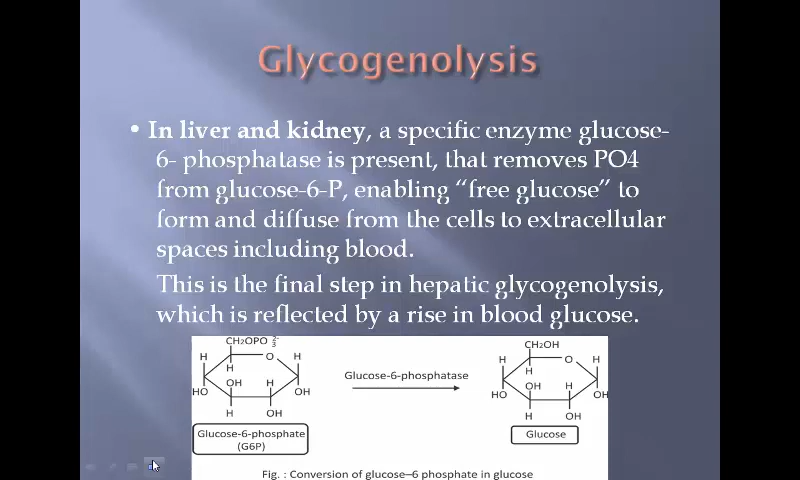 Glycogenolysis
• In liver and kidney, a specific enzyme glucose-
6- phosphatase is present, that removes PO4
from glucose-6-P, enabling “free glucose” to
form and diffuse from the cells to extracellular
spaces including blood.
This is the final step in hepatic glycogenolysis,
which is reflected by a rise in blood glucose.
CH₂OPO₃²⁻
H O H
H
OH H
HO OH
H OH
Glucose-6-phosphate
(G6P)
Glucose-6-phosphatase
CH₂OH
H O H
H
OH H
HO OH
H OH
Glucose
Fig. : Conversion of glucose–6 phosphate in glucose